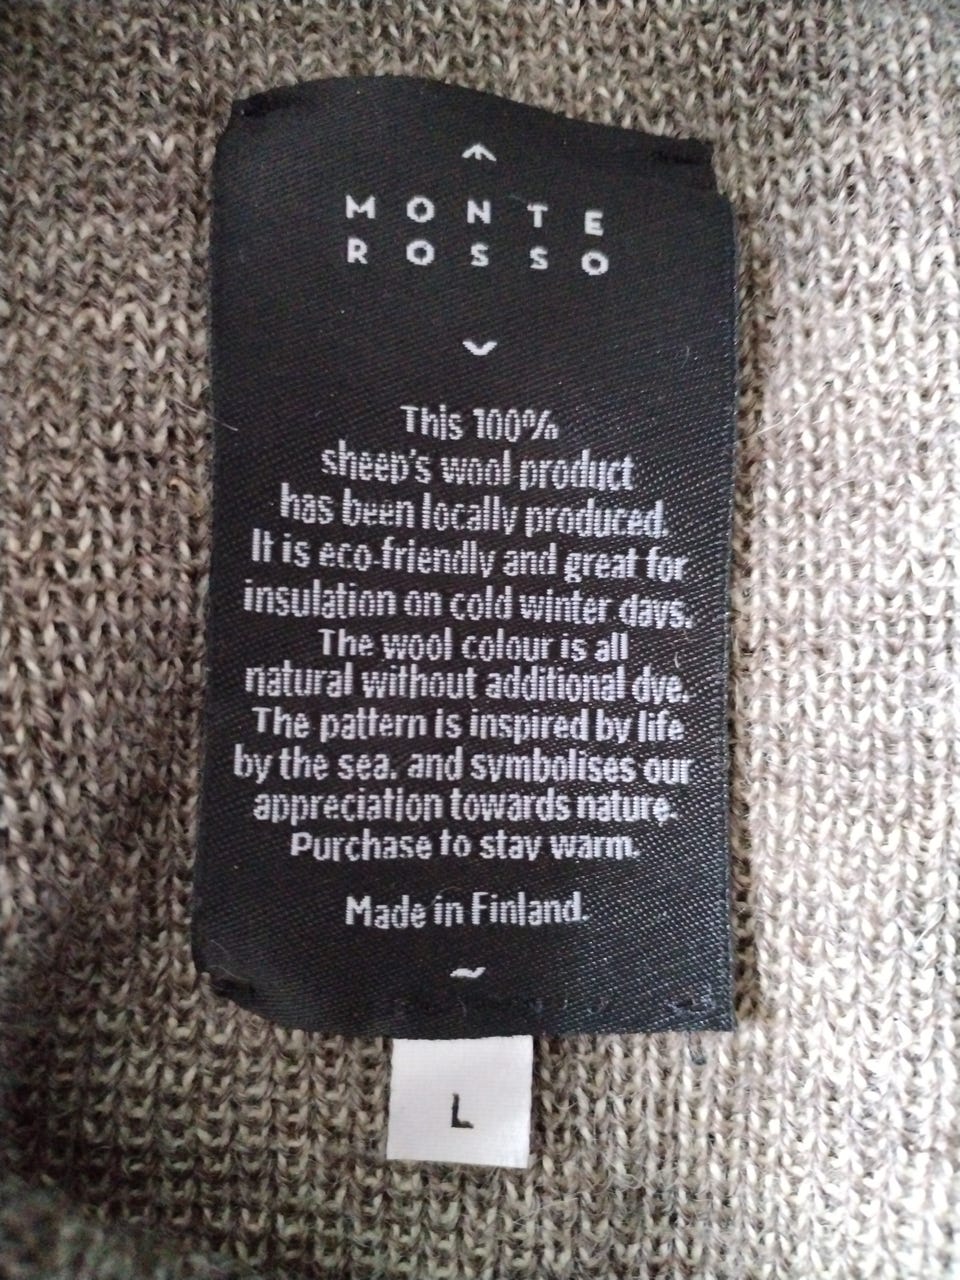 MONTE
ROSSO
This 100%
sheep's wool product
has been locally produced.
It is eco-friendly and great for
insulation on cold winter days.
The wool colour is all
natural without additional dye.
The pattern is inspired by life
by the sea, and symbolises our
appreciation towards nature.
Purchase to stay warm.
Made in Finland.
L